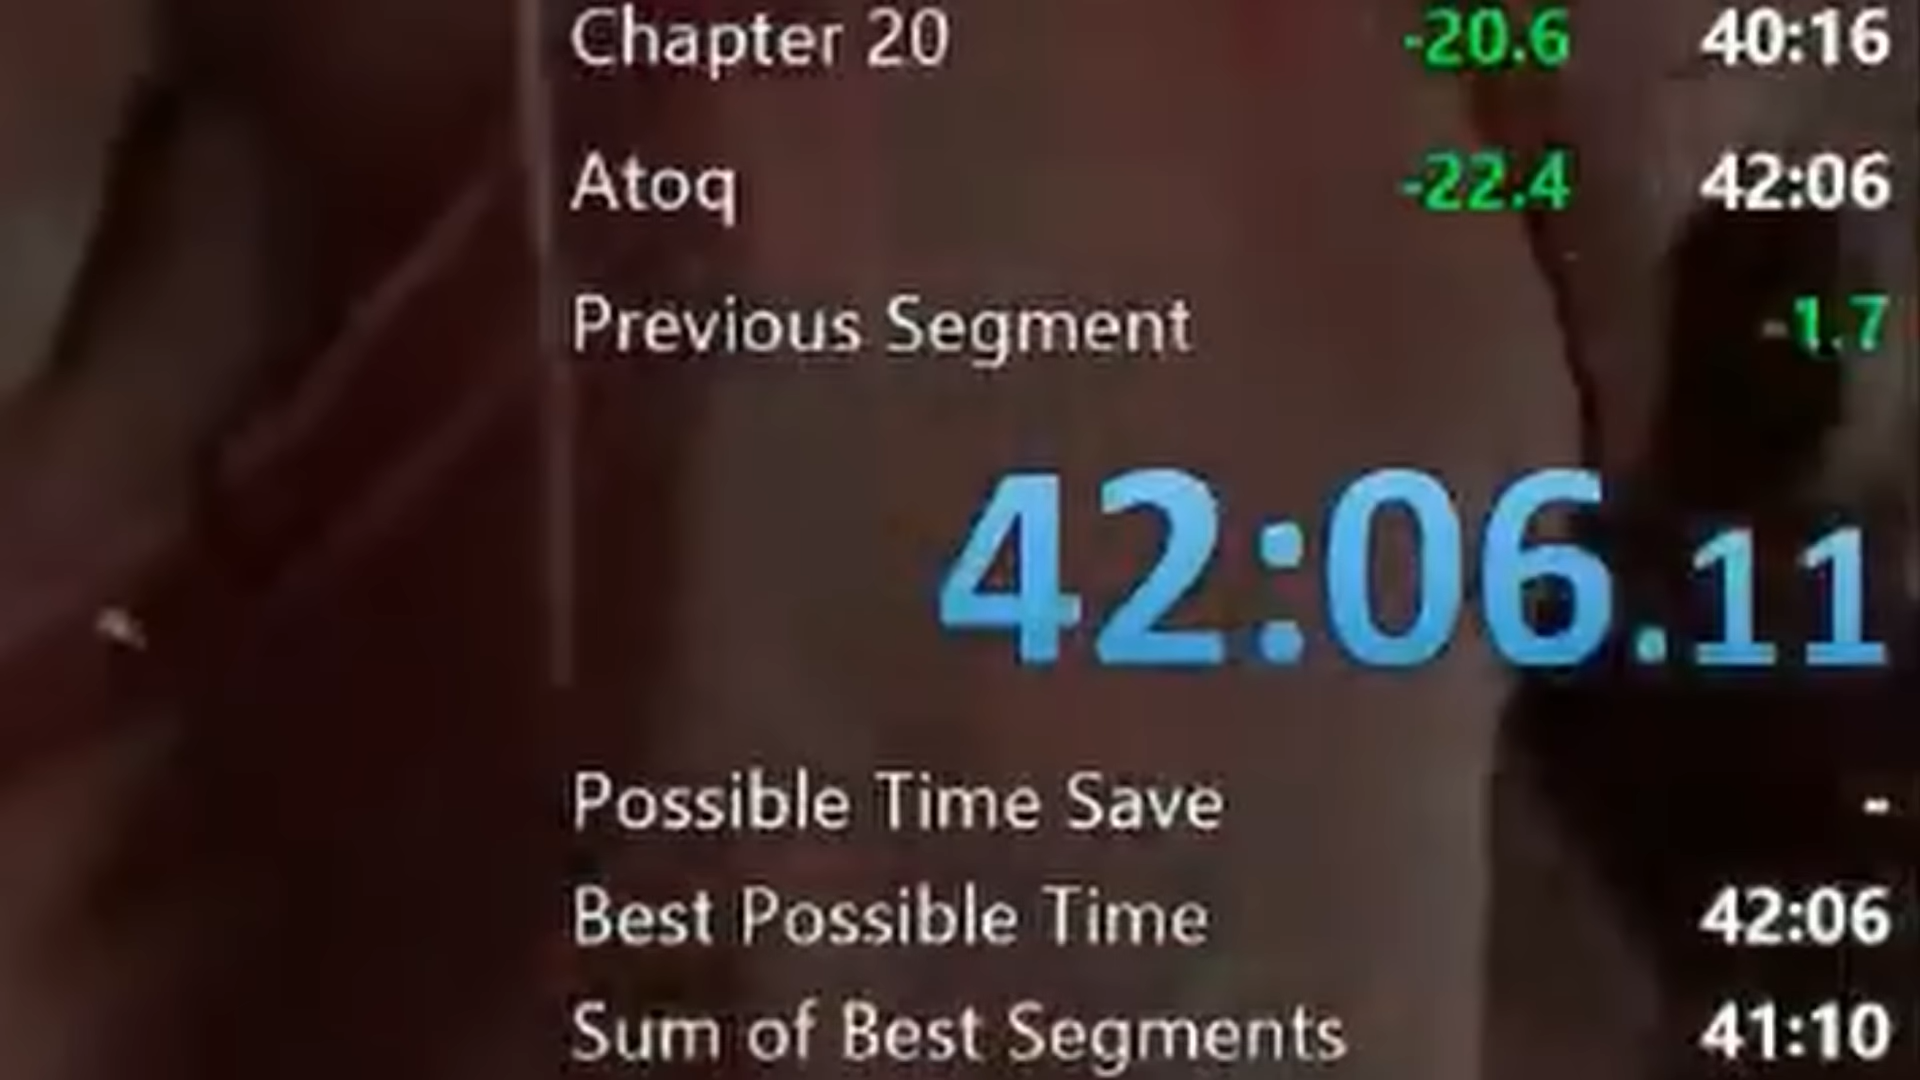 Chapter 20 -20.6 40:16
Atoq -22.4 42:06
Previous Segment -1.7
42:06.11
Possible Time Save -
Best Possible Time 42:06
Sum of Best Segments 41:10